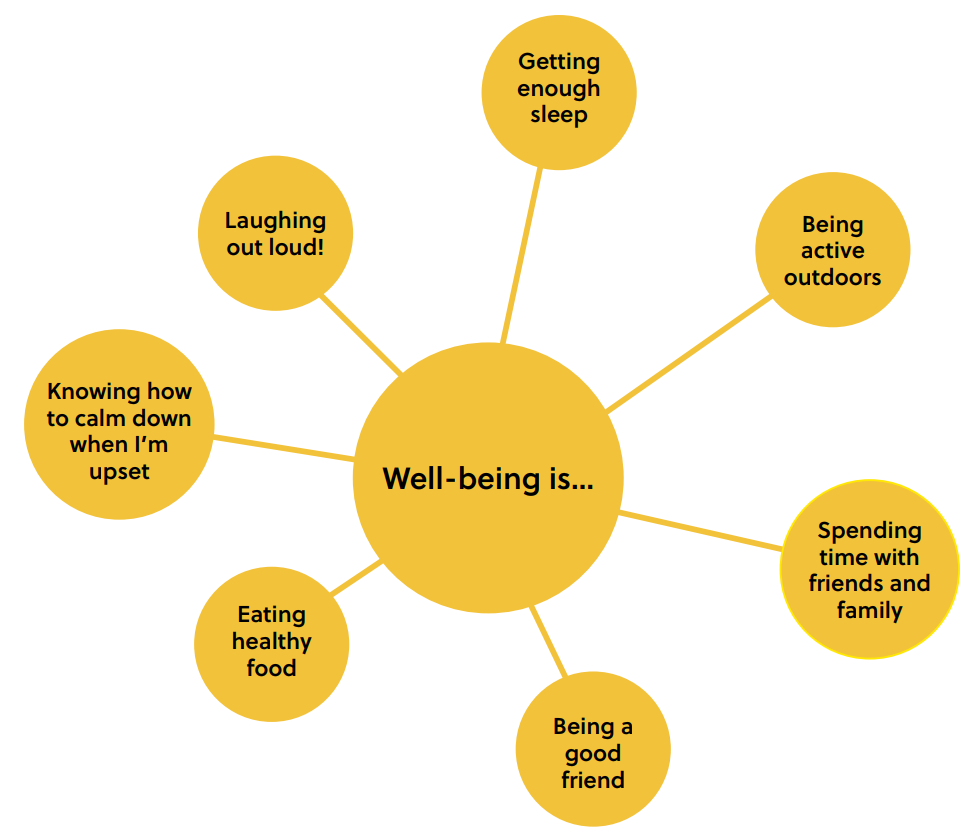 Getting
enough
sleep
Laughing
out loud!
Being
active
outdoors
Knowing how
to calm down
when I’m
upset
Well-being is...
Spending
time with
friends and
family
Eating
healthy
food
Being a
good
friend